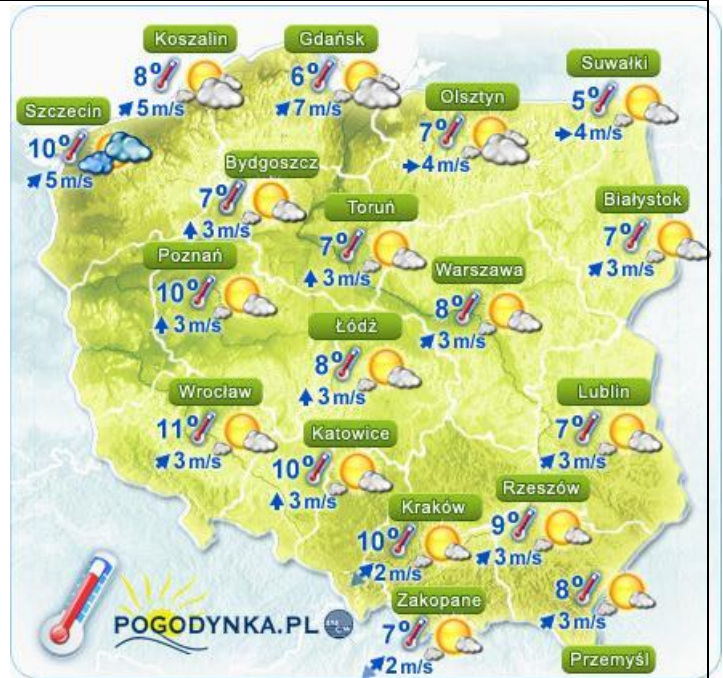 Koszalin
8°
5 m/s
Gdańsk
6°
7 m/s
Suwałki
5°
4 m/s
Szczecin
10°
5 m/s
Olsztyn
7°
4 m/s
Bydgoszcz
7°
3 m/s
Toruń
7°
3 m/s
Białystok
7°
3 m/s
Poznań
10°
3 m/s
Warszawa
8°
3 m/s
Łódź
8°
3 m/s
Wrocław
11°
3 m/s
Katowice
10°
3 m/s
Lublin
7°
3 m/s
Kraków
10°
2 m/s
Rzeszów
9°
3 m/s
8°
3 m/s
Przemyśl
Zakopane
7°
2 m/s
POGODYNKA.PL